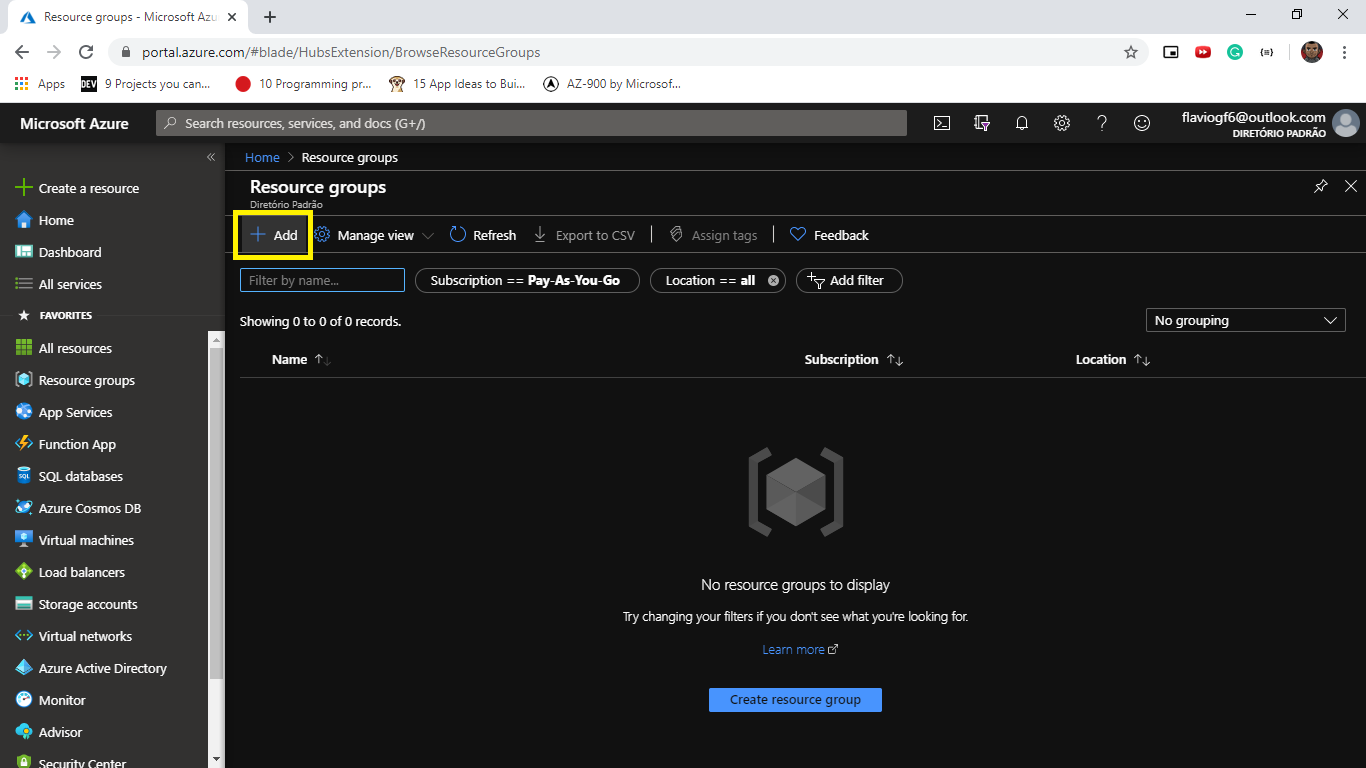 Resource groups - Microsoft Azu
portal.azure.com/#blade/HubsExtension/BrowseResourceGroups
Apps
DEV 9 Projects you can...
10 Programming pr...
15 App Ideas to Bui...
AZ-900 by Microsof...
Microsoft Azure
Search resources, services, and docs (G+/)
flaviogf6@outlook.com
DIRETÓRIO PADRÃO
Create a resource
Home
Dashboard
All services
FAVORITES
All resources
Resource groups
App Services
Function App
SQL databases
Azure Cosmos DB
Virtual machines
Load balancers
Storage accounts
Virtual networks
Azure Active Directory
Monitor
Advisor
Security Center
Home > Resource groups
Resource groups
Diretório Padrão
Add
Manage view
Refresh
Export to CSV
Assign tags
Feedback
Filter by name...
Subscription == Pay-As-You-Go
Location == all
Add filter
Showing 0 to 0 of 0 records.
No grouping
Name
Subscription
Location
No resource groups to display
Try changing your filters if you don't see what you're looking for.
Learn more
Create resource group